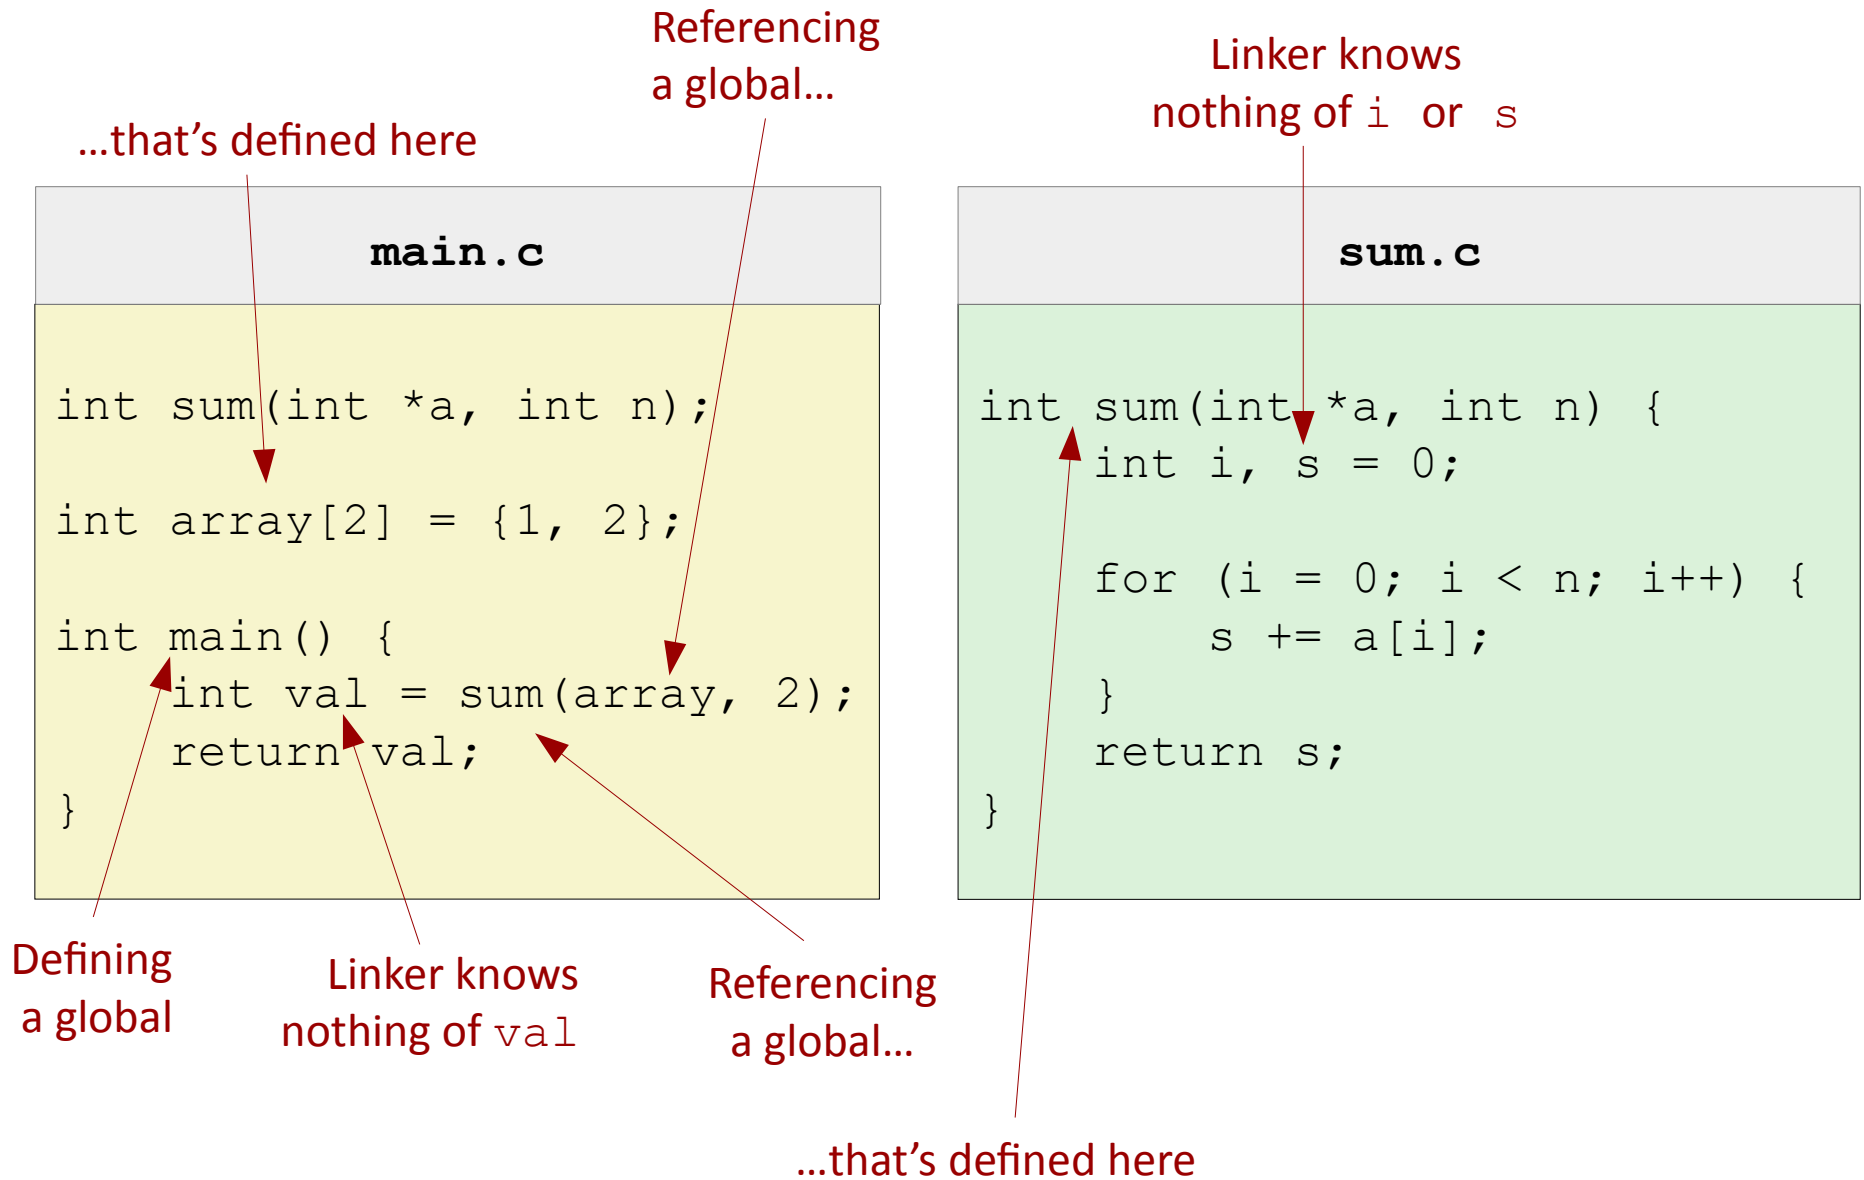 Referencing
a global…
Linker knows
nothing of i or s
…that’s defined here
main.c
int sum(int *a, int n);
int array[2] = {1, 2};
int main() {
    int val = sum(array, 2);
    return val;
}
sum.c
int sum(int *a, int n) {
    int i, s = 0;
    for (i = 0; i < n; i++) {
        s += a[i];
    }
    return s;
}
Defining
a global
Linker knows
nothing of val
Referencing
a global…
…that’s defined here